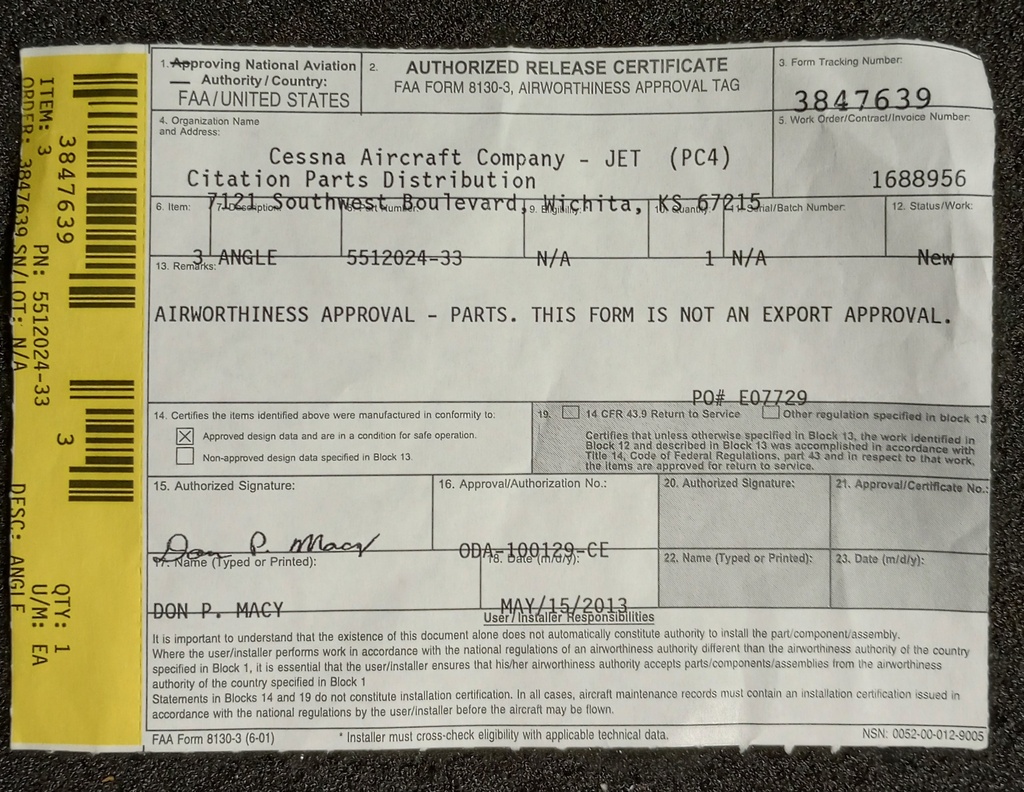 1. Approving National Aviation
Authority / Country:
FAA/UNITED STATES
2. AUTHORIZED RELEASE CERTIFICATE
FAA FORM 8130-3, AIRWORTHINESS APPROVAL TAG
3. Form Tracking Number:
3847639
4. Organization Name
and Address:
Cessna Aircraft Company - JET (PC4)
Citation Parts Distribution
7121 Southwest Boulevard, Wichita, KS 67215
5. Work Order/Contract/Invoice Number:
1688956
6. Item: 7. Description: 8. Part Number: 9. Eligibility: 10. Quantity: 11. Serial/Batch Number: 12. Status/Work:
3 ANGLE 5512024-33 N/A 1 N/A New
13. Remarks:
AIRWORTHINESS APPROVAL - PARTS. THIS FORM IS NOT AN EXPORT APPROVAL.
PO# E07729
14. Certifies the items identified above were manufactured in conformity to:
Approved design data and are in a condition for safe operation.
Non-approved design data specified in Block 13.
19. 14 CFR 43.9 Return to Service Other regulation specified in block 13
Certifies that unless otherwise specified in Block 13, the work identified in
Block 12 and described in Block 13 was accomplished in accordance with
Title 14, Code of Federal Regulations, part 43 and in respect to that work,
the items are approved for return to service.
15. Authorized Signature:
Don P. Macy
16. Approval/Authorization No.:
ODA-100129-CE
20. Authorized Signature:
21. Approval/Certificate No.:
17. Name (Typed or Printed):
DON P. MACY
18. Date (m/d/y):
MAY/15/2013
22. Name (Typed or Printed):
23. Date (m/d/y):
User/Installer Responsibilities
It is important to understand that the existence of this document alone does not automatically constitute authority to install the part/component/assembly.
Where the user/installer performs work in accordance with the national regulations of an airworthiness authority different than the airworthiness authority of the country
specified in Block 1, it is essential that the user/installer ensures that his/her airworthiness authority accepts parts/components/assemblies from the airworthiness
authority of the country specified in Block 1
Statements in Blocks 14 and 19 do not constitute installation certification. In all cases, aircraft maintenance records must contain an installation certification issued in
accordance with the national regulations by the user/installer before the aircraft may be flown.
FAA Form 8130-3 (6-01) * Installer must cross-check eligibility with applicable technical data. NSN: 0052-00-012-9005
3847639 3 QTY: 1
ITEM: 3 PN: 5512024-33 U/M: EA
ORDER: 3847639 SN/LOT: N/A DESC: ANGLE